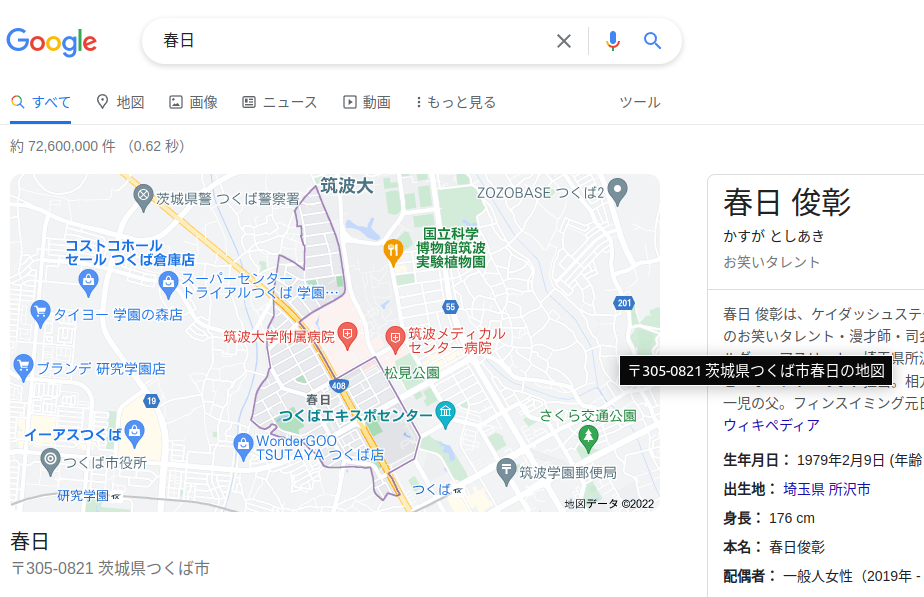 Google
春日
すべて
地図
画像
ニュース
動画
もっと見る
ツール
約 72,600,000 件 （0.62 秒）
筑波大
茨城県警 つくば警察署
ZOZOBASE つくば2
コストコホール
セール つくば倉庫店
国立科学
博物館筑波
実験植物園
スーパーセンター
トライアルつくば 学園…
タイヨー 学園の森店
55
201
筑波大学附属病院
筑波メディカル
センター病院
ブランデ 研究学園店
松見公園
408
19
春日
つくばエキスポセンター
さくら交通公園
イーアスつくば
WonderGOO
TSUTAYA つくば店
つくば市役所
筑波学園郵便局
研究学園
つくば
地図データ ©2022
〒305-0821 茨城県つくば市春日の地図
春日
〒305-0821 茨城県つくば市
春日 俊彰
かすが としあき
お笑いタレント
春日 俊彰は、ケイダッシュステ
のお笑いタレント・漫才師・司
一児の父。フィンスイミング元日
ウィキペディア
生年月日： 1979年2月9日 (年齢
出生地： 埼玉県 所沢市
身長： 176 cm
本名： 春日俊彰
配偶者： 一般人女性（2019年 -